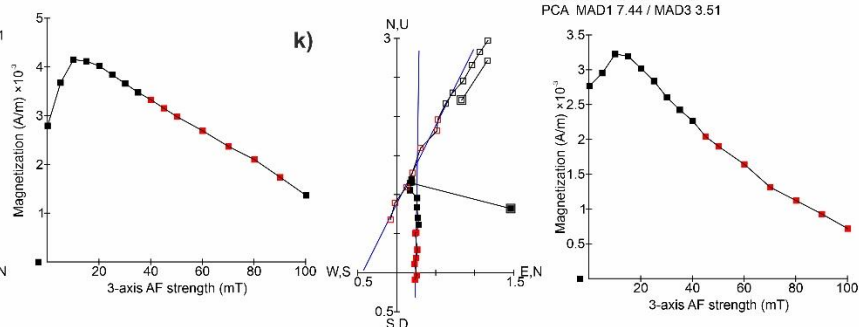 PCA MAD1 7.44 / MAD3 3.51
1
k)
5
4
3
2
1
Magnetization (A/m) ×10⁻³
20 40 60 80 100
3-axis AF strength (mT)
N
N,U
3
W,S
0.5
1.5
E,N
0.5
S,D
3.5
3
2.5
2
1.5
1
0.5
Magnetization (A/m) ×10⁻³
20 40 60 80 100
3-axis AF strength (mT)